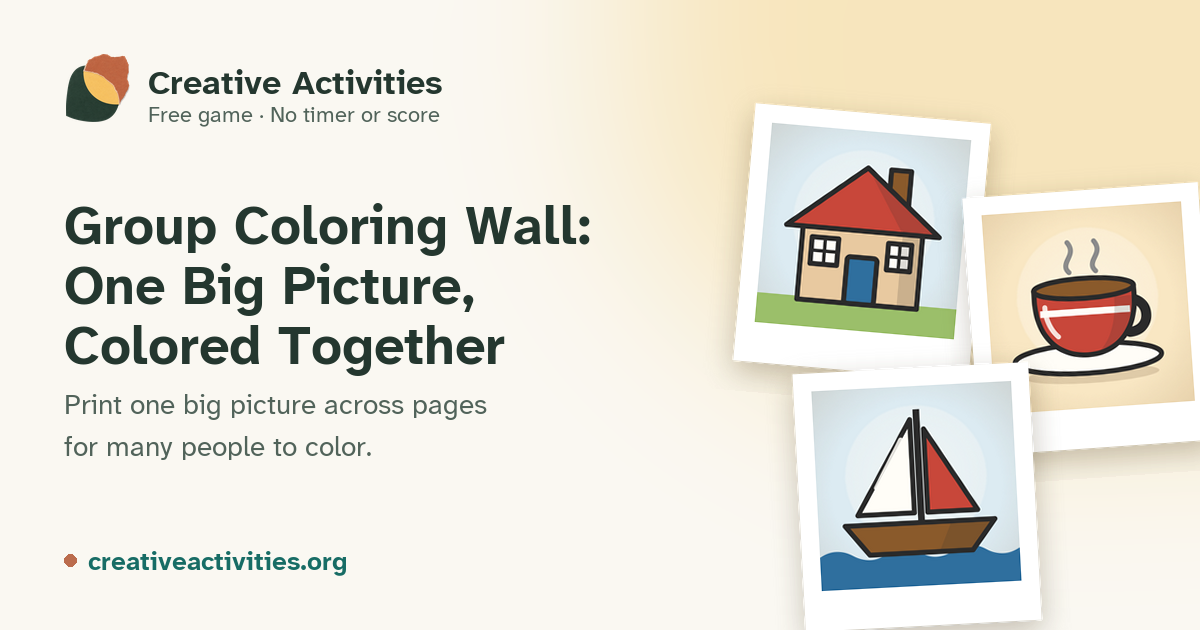 Creative Activities
Free game · No timer or score
Group Coloring Wall:
One Big Picture,
Colored Together
Print one big picture across pages
for many people to color.
creativeactivities.org